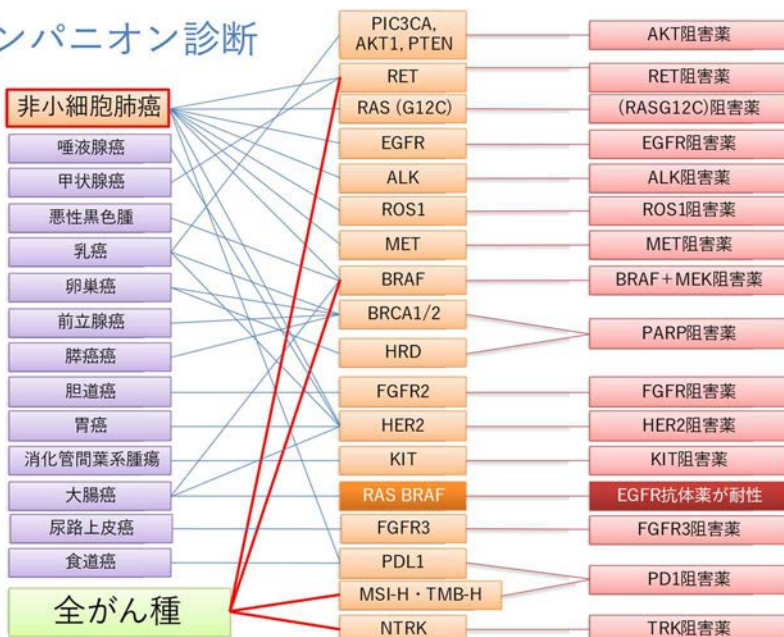 ンパニオン診断
非小細胞肺癌
唾液腺癌
甲状腺癌
悪性黒色腫
乳癌
卵巣癌
前立腺癌
膵癌癌
胆道癌
胃癌
消化管間葉系腫瘍
大腸癌
尿路上皮癌
食道癌
全がん種
PIC3CA,
AKT1, PTEN
RET
RAS (G12C)
EGFR
ALK
ROS1
MET
BRAF
BRCA1/2
HRD
FGFR2
HER2
KIT
RAS BRAF
FGFR3
PDL1
MSI-H・TMB-H
NTRK
AKT阻害薬
RET阻害薬
(RASG12C)阻害薬
EGFR阻害薬
ALK阻害薬
ROS1阻害薬
MET阻害薬
BRAF+MEK阻害薬
PARP阻害薬
FGFR阻害薬
HER2阻害薬
KIT阻害薬
EGFR抗体薬が耐性
FGFR3阻害薬
PD1阻害薬
TRK阻害薬